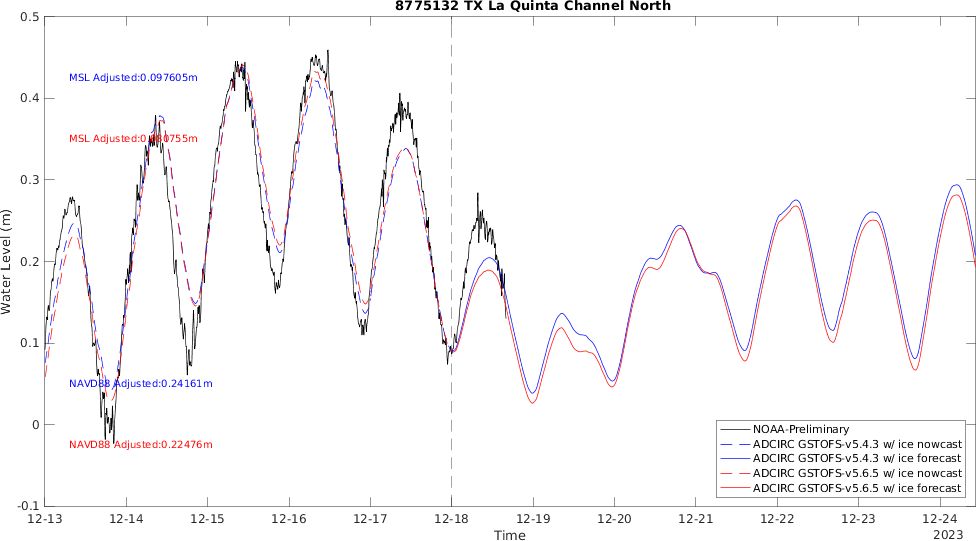 8775132 TX La Quinta Channel North
0.5
0.4
0.3
0.2
0.1
0
-0.1
Water Level (m)
MSL Adjusted:0.097605m
MSL Adjusted:0.080755m
NAVD88 Adjusted:0.24161m
NAVD88 Adjusted:0.22476m
NOAA-Preliminary
ADCIRC GSTOFS-v5.4.3 w/ ice nowcast
ADCIRC GSTOFS-v5.4.3 w/ ice forecast
ADCIRC GSTOFS-v5.6.5 w/ ice nowcast
ADCIRC GSTOFS-v5.6.5 w/ ice forecast
12-13 12-14 12-15 12-16 12-17 12-18 12-19 12-20 12-21 12-22 12-23 12-24
Time
2023